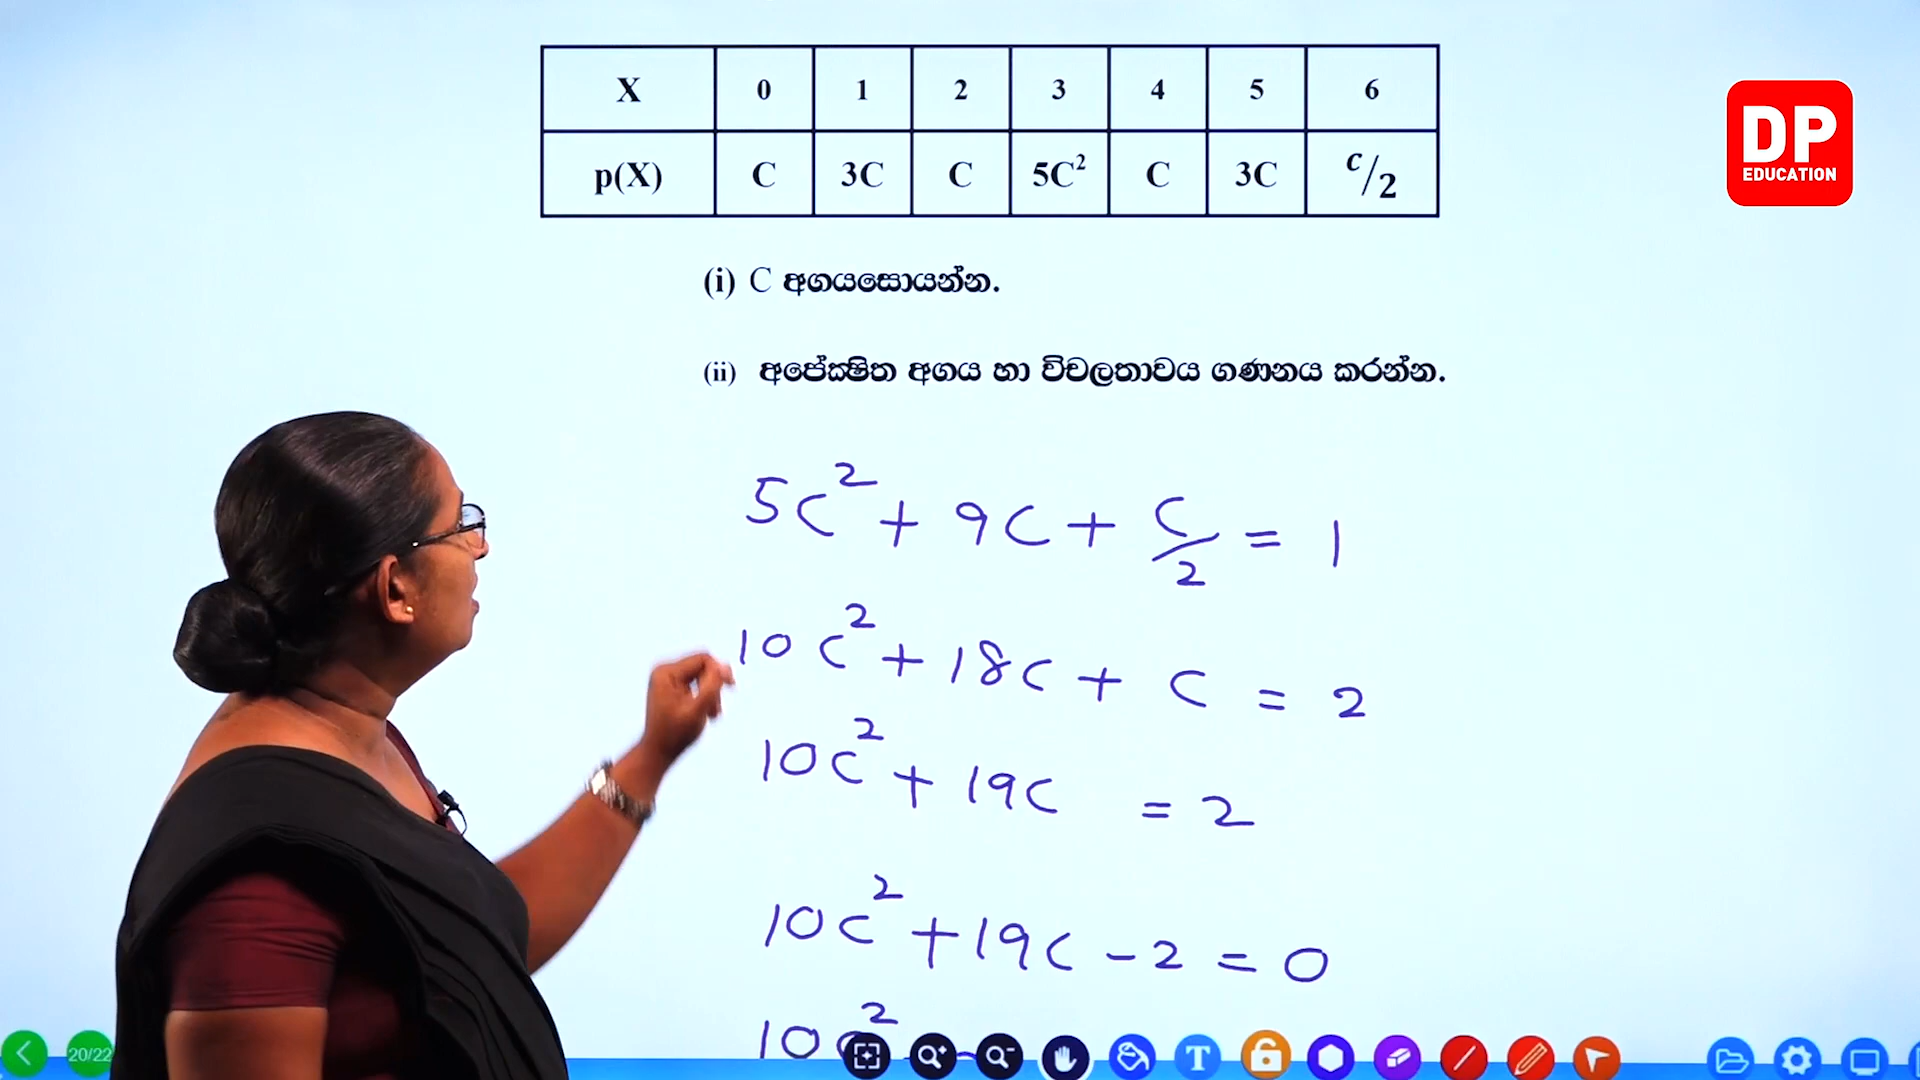 X 0 1 2 3 4 5 6
p(X) C 3C C 5C² C 3C c/2
DP
EDUCATION
(i) C අගයසොයන්න.
(ii) අපේක්ෂිත අගය හා විචලතාවය ගණනය කරන්න.
5C² + 9C + C/2 = 1
10C² + 18C + C = 2
10C² + 19C = 2
10C² + 19C - 2 = 0
10C²
20/22
T